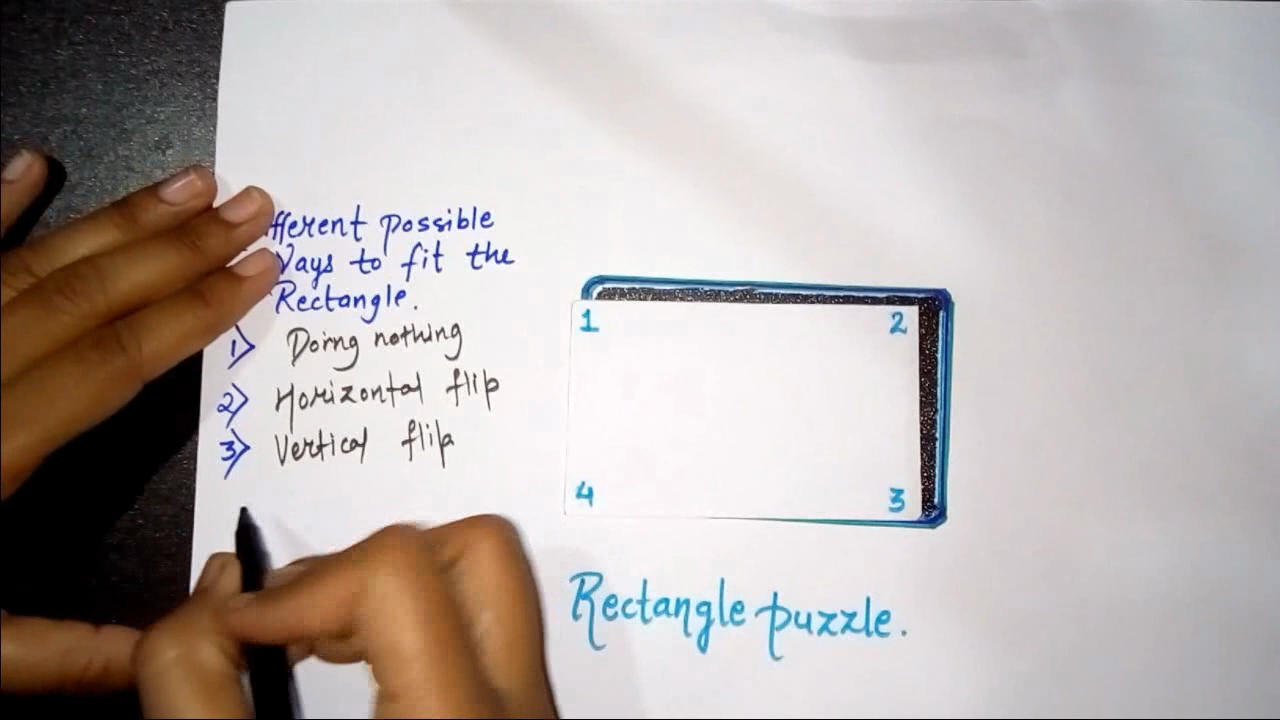 fferent possible
Ways to fit the
Rectangle.
1) Doing nothing
2) Horizontal flip
3) Vertical flip
1 2
4 3
Rectangle puzzle.